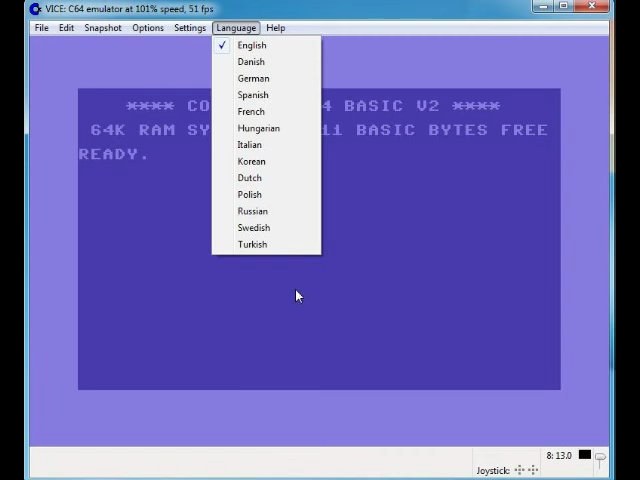 VICE: C64 emulator at 101% speed, 51 fps
File Edit Snapshot Options Settings Language Help
✓ English
Danish
German
Spanish
French
Hungarian
Italian
Korean
Dutch
Polish
Russian
Swedish
Turkish
**** CO 4 BASIC V2 ****
64K RAM SY 11 BASIC BYTES FREE
READY.
8: 13.0
Joystick: